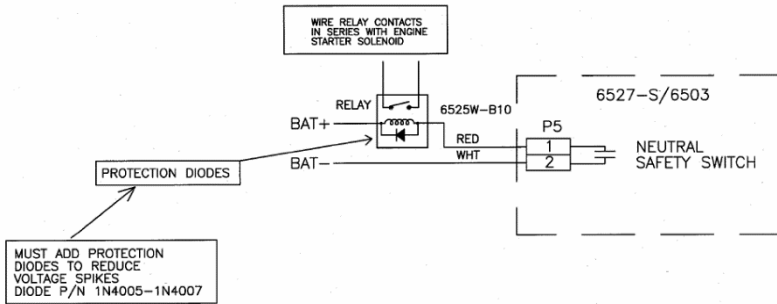 WIRE RELAY CONTACTS
IN SERIES WITH ENGINE
STARTER SOLENOID
6527-S/6503
RELAY
6525W-B10
BAT+
P5
RED
1
NEUTRAL
BAT-
WHT
2
SAFETY SWITCH
PROTECTION DIODES
MUST ADD PROTECTION
DIODES TO REDUCE
VOLTAGE SPIKES
DIODE P/N 1N4005-1N4007